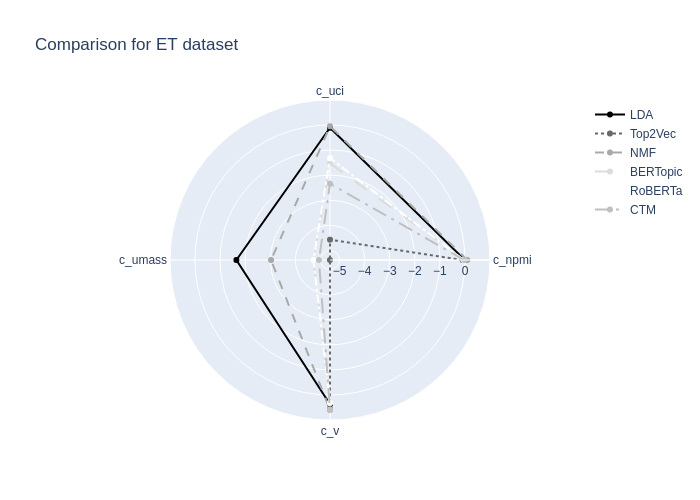 Comparison for ET dataset
c_uci
LDA
Top2Vec
NMF
BERTopic
RoBERTa
CTM
c_umass
c_npmi
−5 −4 −3 −2 −1 0
c_v